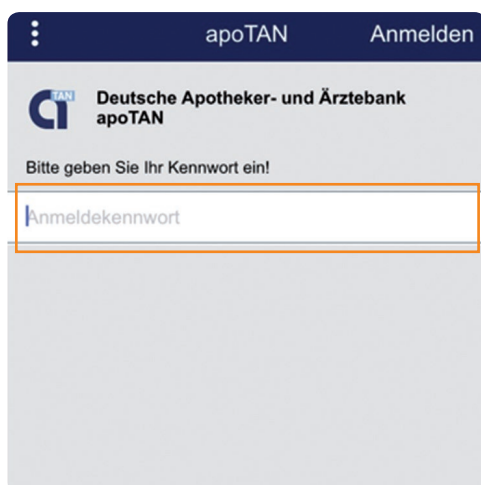 apoTAN Anmelden
TAN
Deutsche Apotheker- und Ärztebank
apoTAN
Bitte geben Sie Ihr Kennwort ein!
Anmeldekennwort